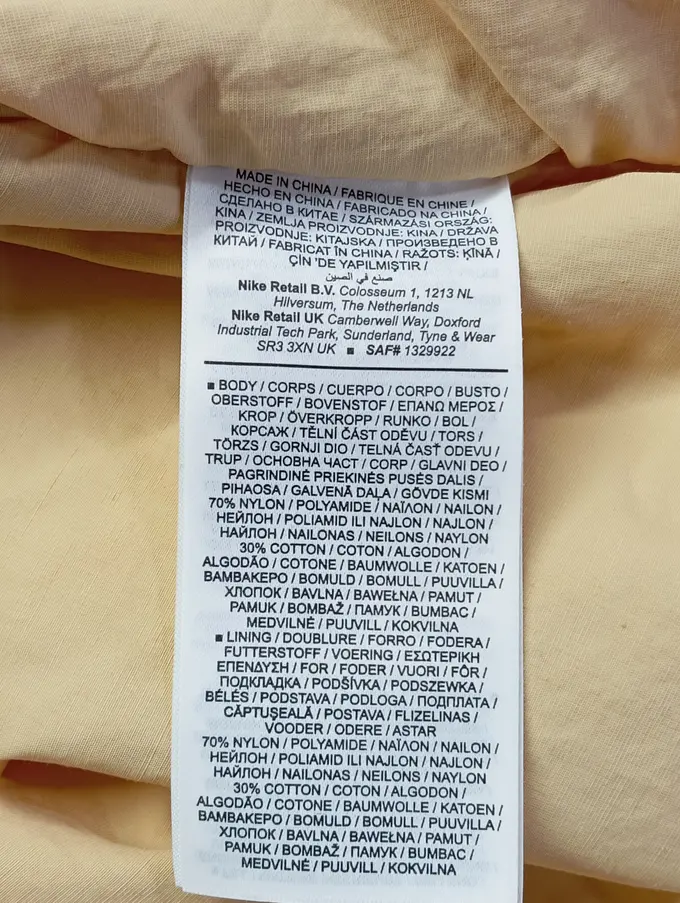 MADE IN CHINA / FABRIQUE EN CHINE /
HECHO EN CHINA / FABRICADO NA CHINA /
СДЕЛАНО В КИТАЕ / SZÁRMAZÁSI ORSZÁG:
KINA / ZEMLJA PROIZVODNJE: KINA / DRŽAVA
PROIZVODNJE: KITAJSKA / ПРОИЗВЕДЕНО В
КИТАЙ / FABRICAT ÎN CHINA / RAŽOTS: ĶĪNĀ /
ÇİN 'DE YAPILMIŞTIR /
صنع في الصين
Nike Retail B.V. Colosseum 1, 1213 NL
Hilversum, The Netherlands
Nike Retail UK Camberwell Way, Doxford
Industrial Tech Park, Sunderland, Tyne & Wear
SR3 3XN UK ■ SAF# 1329922
■ BODY / CORPS / CUERPO / CORPO / BUSTO /
OBERSTOFF / BOVENSTOF / ΕΠΑΝΩ ΜΕΡΟΣ /
KROP / ÖVERKROPP / RUNKO / BOL /
КОРСАЖ / TĚLNÍ ČÁST ODĚVU / TORS /
TÖRZS / GORNJI DIO / TELNÁ ČASŤ ODEVU /
TRUP / ОСНОВНА ЧАСТ / CORP / GLAVNI DEO /
PAGRINDINĖ PRIEKINĖS PUSĖS DALIS /
PIHAOSA / GALVENĀ DAĻA / GÖVDE KISMI
70% NYLON / POLYAMIDE / ΝΑΪΛΟΝ / NAILON /
НЕЙЛОН / POLIAMID ILI NAJLON / NAJLON /
НАЙЛОН / NAILONAS / NEILONS / NAYLON
30% COTTON / COTON / ALGODON /
ALGODÃO / COTONE / BAUMWOLLE / KATOEN /
ΒΑΜΒΑΚΕΡΟ / BOMULD / BOMULL / PUUVILLA /
ХЛОПОК / BAVLNA / BAWEŁNA / PAMUT /
PAMUK / BOMBAŽ / ПАМУК / BUMBAC /
MEDVILNĖ / PUUVILL / KOKVILNA
■ LINING / DOUBLURE / FORRO / FODERA /
FUTTERSTOFF / VOERING / ΕΣΩΤΕΡΙΚΗ
ΕΠΕΝΔΥΣΗ / FOR / FODER / VUORI / FÔR /
ПОДКЛАДКА / PODŠÍVKA / PODSZEWKA /
BÉLÉS / PODSTAVA / PODLOGA / ПОДПЛАТА /
CĂPTUŞEALĂ / POSTAVA / FLIZELINAS /
VOODER / ODERE / ASTAR
70% NYLON / POLYAMIDE / ΝΑΪΛΟΝ / NAILON /
НЕЙЛОН / POLIAMID ILI NAJLON / NAJLON /
НАЙЛОН / NAILONAS / NEILONS / NAYLON
30% COTTON / COTON / ALGODON /
ALGODÃO / COTONE / BAUMWOLLE / KATOEN /
ΒΑΜΒΑΚΕΡΟ / BOMULD / BOMULL / PUUVILLA /
ХЛОПОК / BAVLNA / BAWEŁNA / PAMUT /
PAMUK / BOMBAŽ / ПАМУК / BUMBAC /
MEDVILNĖ / PUUVILL / KOKVILNA